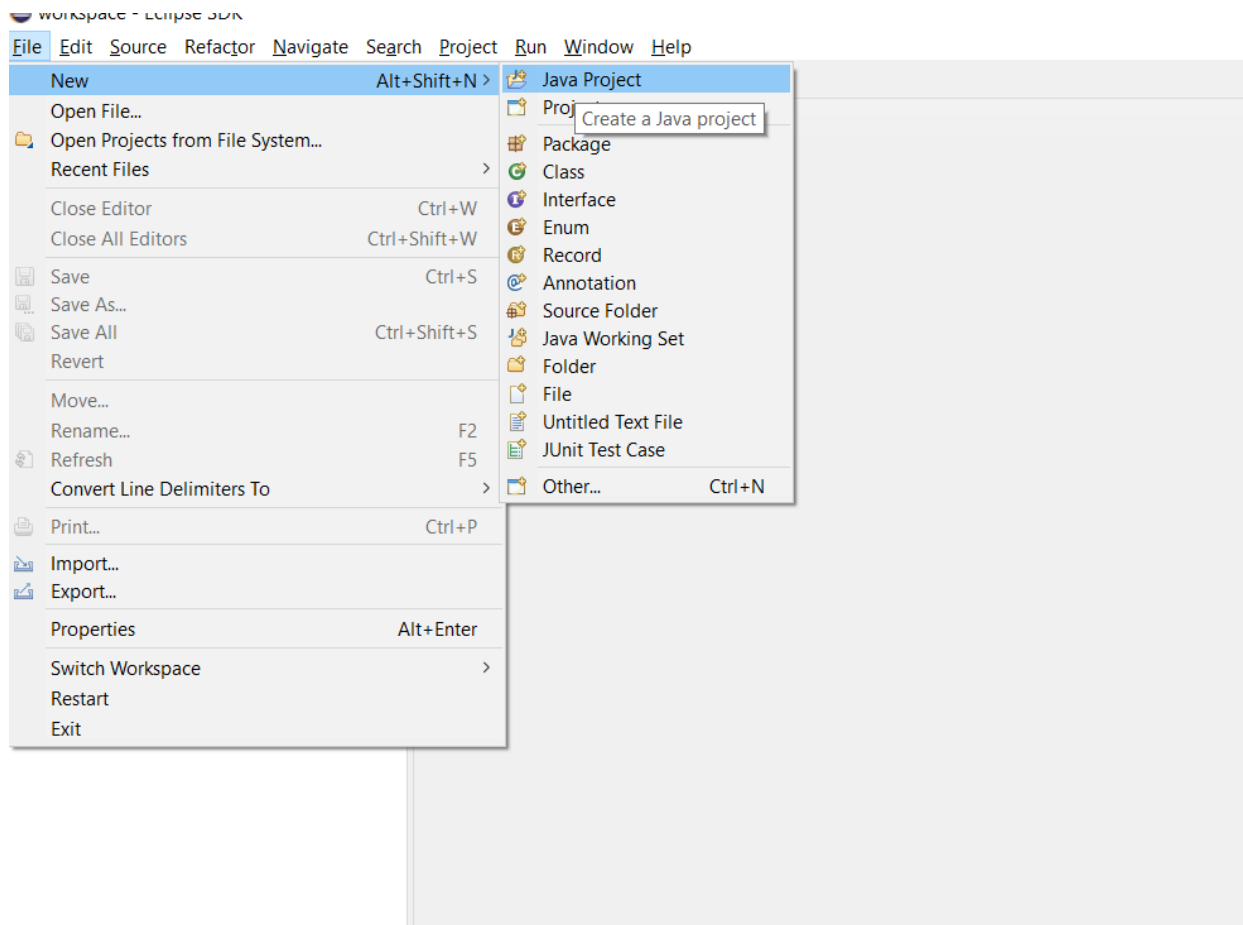 workspace - Eclipse SDK
File Edit Source Refactor Navigate Search Project Run Window Help
New Alt+Shift+N >
Open File...
Open Projects from File System...
Recent Files >
Close Editor Ctrl+W
Close All Editors Ctrl+Shift+W
Save Ctrl+S
Save As...
Save All Ctrl+Shift+S
Revert
Move...
Rename... F2
Refresh F5
Convert Line Delimiters To >
Print... Ctrl+P
Import...
Export...
Properties Alt+Enter
Switch Workspace >
Restart
Exit
Java Project
Create a Java project
Package
Class
Interface
Enum
Record
Annotation
Source Folder
Java Working Set
Folder
File
Untitled Text File
JUnit Test Case
Other... Ctrl+N